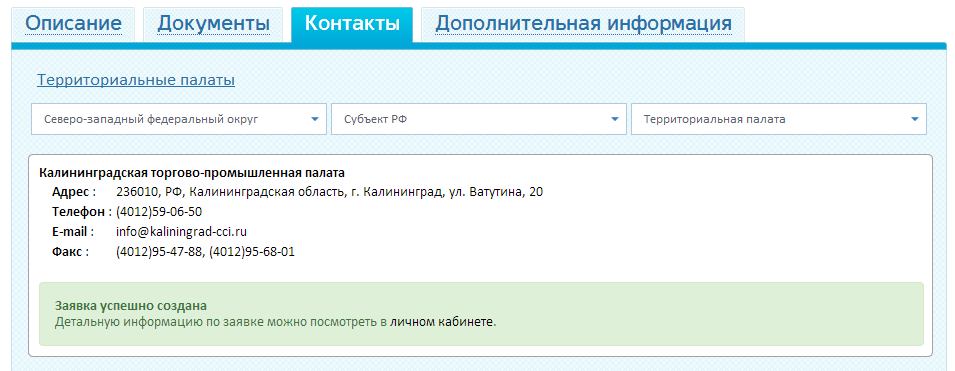 Описание Документы Контакты Дополнительная информация
Территориальные палаты
Северо-западный федеральный округ Субъект РФ Территориальная палата
Калининградская торгово-промышленная палата
Адрес : 236010, РФ, Калининградская область, г. Калининград, ул. Ватутина, 20
Телефон : (4012)59-06-50
E-mail : info@kaliningrad-cci.ru
Факс : (4012)95-47-88, (4012)95-68-01
Заявка успешно создана
Детальную информацию по заявке можно посмотреть в личном кабинете.